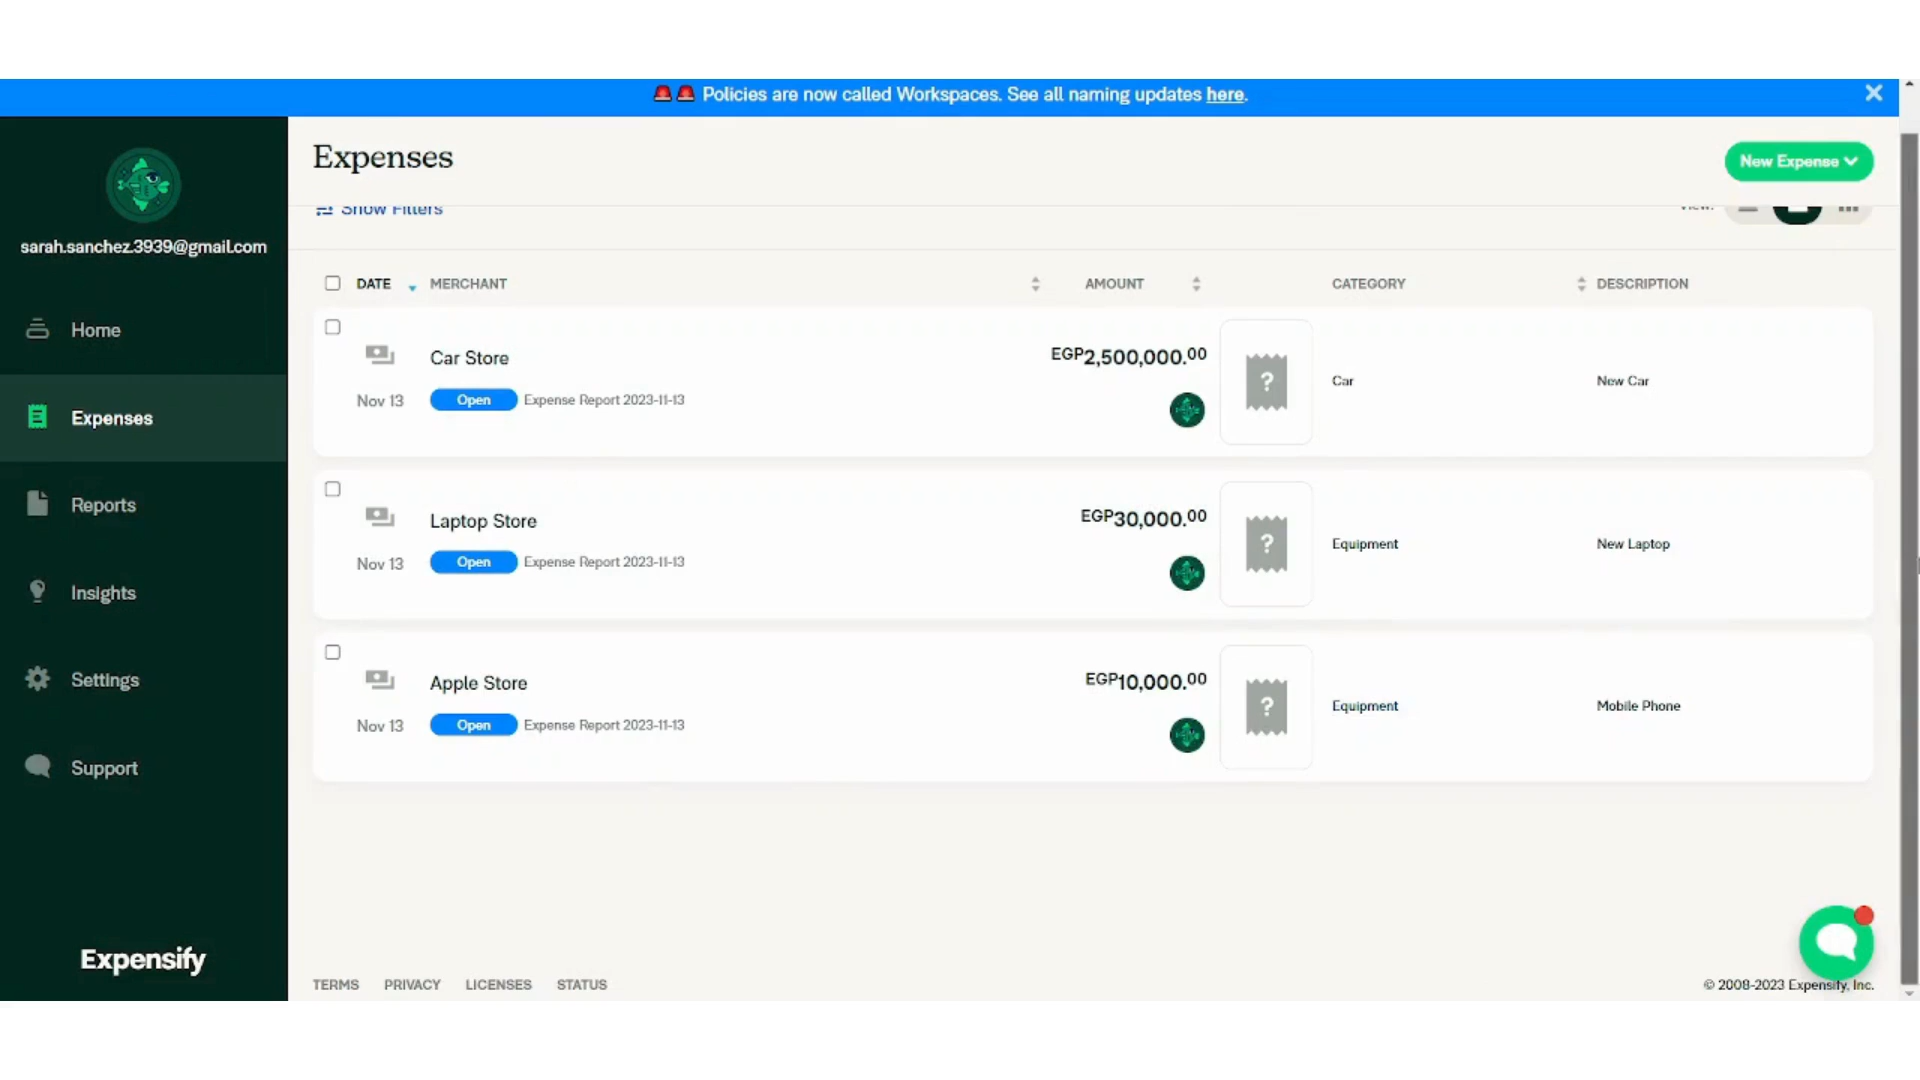 🚨🚨 Policies are now called Workspaces. See all naming updates here.
Expenses
New Expense
Show Filters
View:
sarah.sanchez.3939@gmail.com
Home
Expenses
Reports
Insights
Settings
Support
Expensify
DATE MERCHANT AMOUNT CATEGORY DESCRIPTION
Car Store EGP2,500,000.00
Car New Car
Nov 13 Open Expense Report 2023-11-13
Laptop Store EGP30,000.00
Equipment New Laptop
Nov 13 Open Expense Report 2023-11-13
Apple Store EGP10,000.00
Equipment Mobile Phone
Nov 13 Open Expense Report 2023-11-13
TERMS PRIVACY LICENSES STATUS
© 2008-2023 Expensify, Inc.